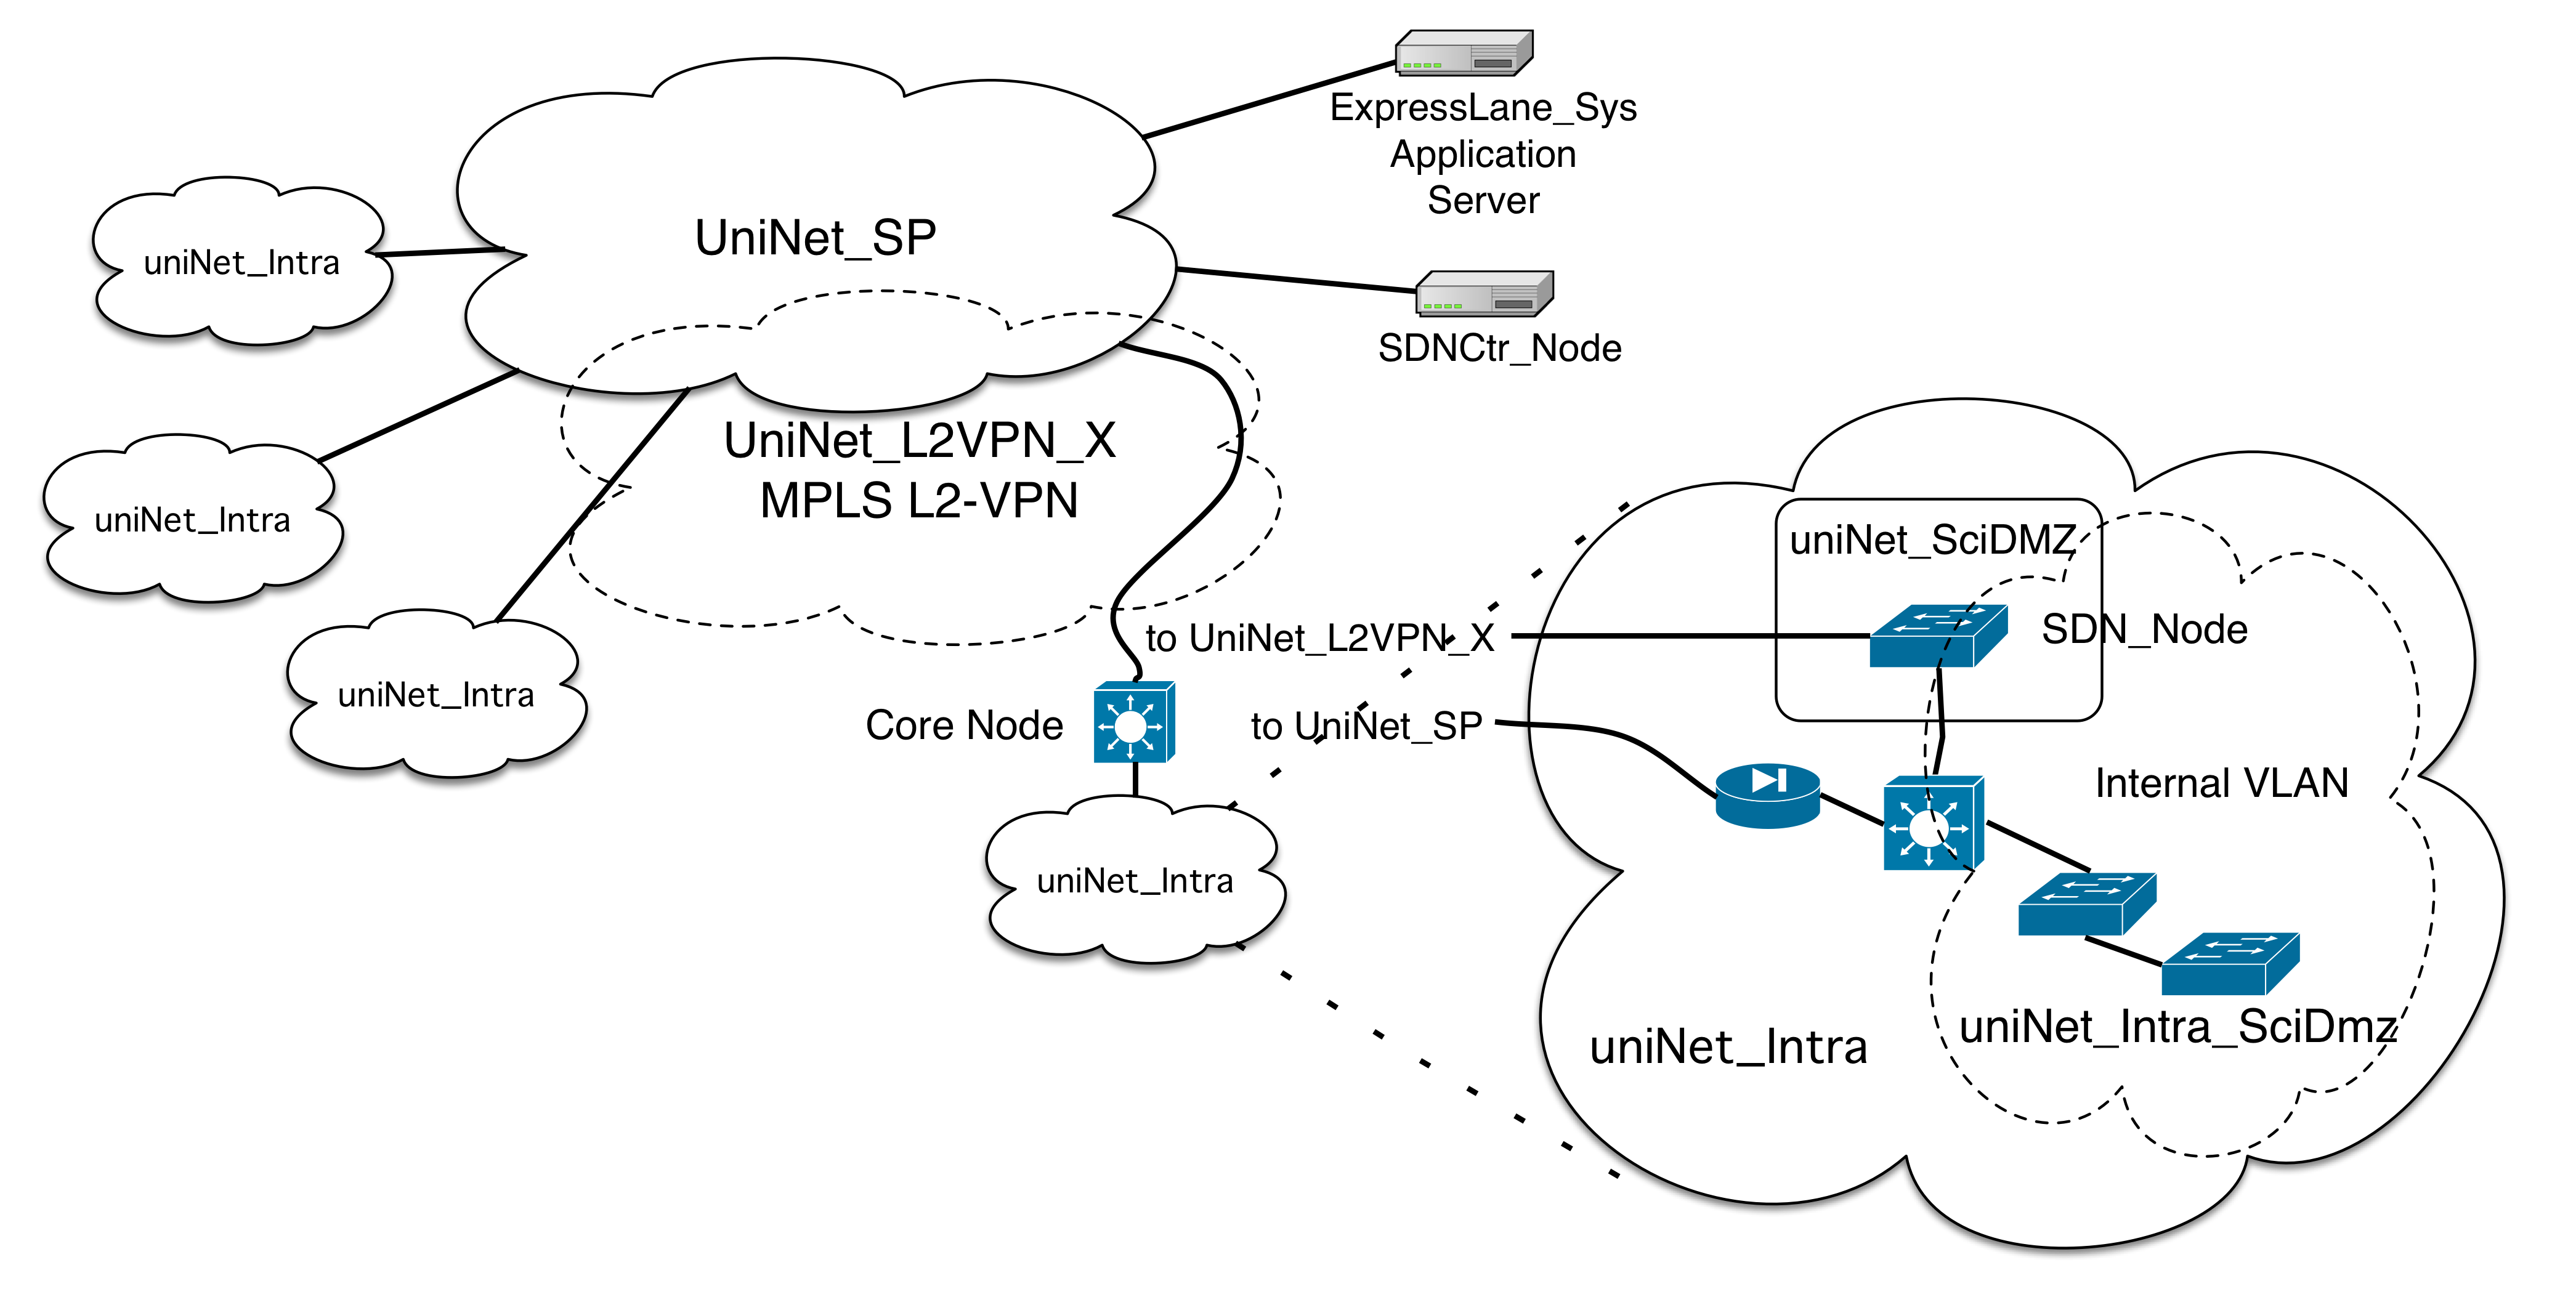 ExpressLane_Sys
Application
Server
UniNet_SP
uniNet_Intra
SDNCtr_Node
UniNet_L2VPN_X
MPLS L2-VPN
uniNet_Intra
uniNet_SciDMZ
SDN_Node
to UniNet_L2VPN_X
uniNet_Intra
Core Node
to UniNet_SP
Internal VLAN
uniNet_Intra
uniNet_Intra_SciDmz
uniNet_Intra